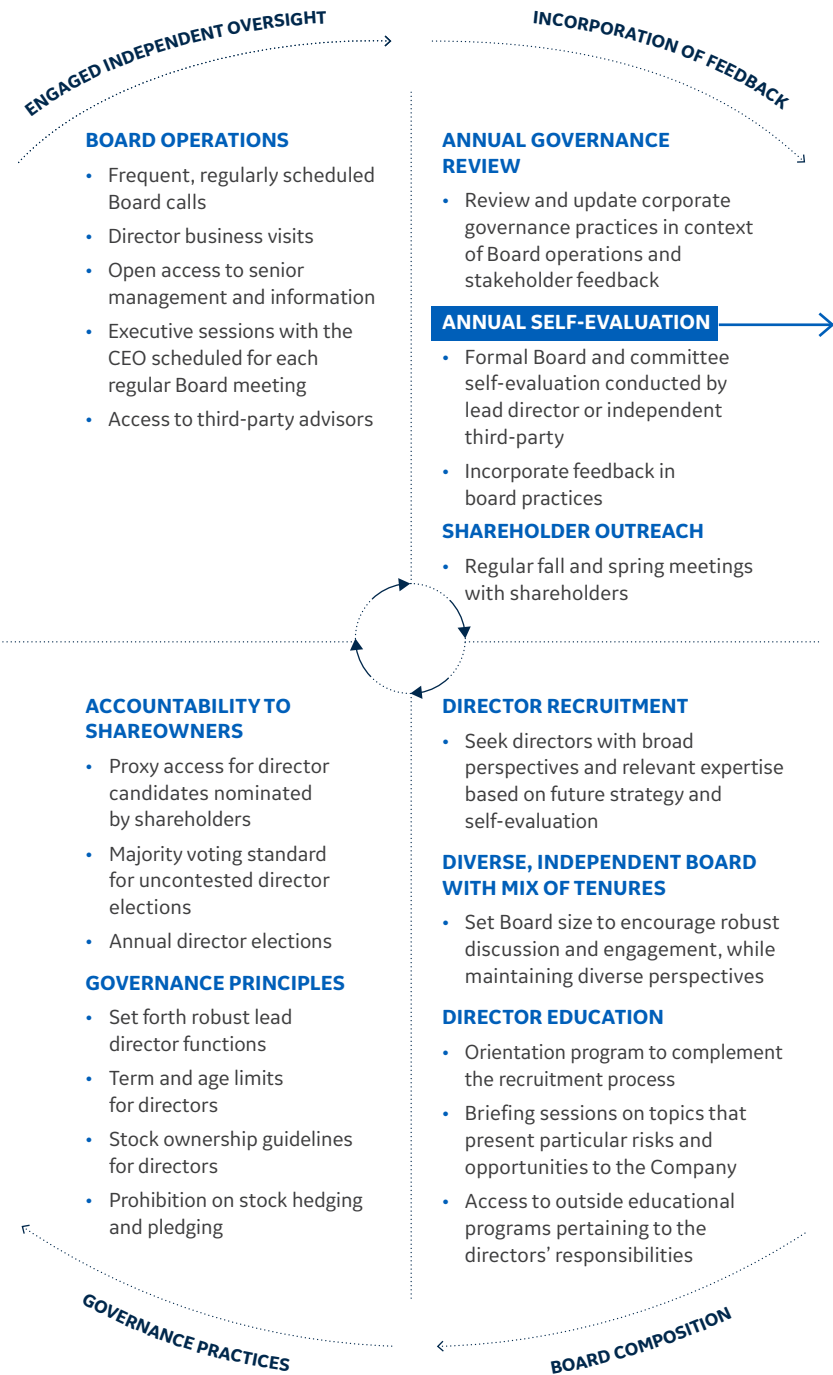 ENGAGED INDEPENDENT OVERSIGHT
BOARD OPERATIONS
• Frequent, regularly scheduled
Board calls
• Director business visits
• Open access to senior
management and information
• Executive sessions with the
CEO scheduled for each
regular Board meeting
• Access to third-party advisors
INCORPORATION OF FEEDBACK
ANNUAL GOVERNANCE
REVIEW
• Review and update corporate
governance practices in context
of Board operations and
stakeholder feedback
ANNUAL SELF-EVALUATION
• Formal Board and committee
self-evaluation conducted by
lead director or independent
third-party
• Incorporate feedback in
board practices
SHAREHOLDER OUTREACH
• Regular fall and spring meetings
with shareholders
ACCOUNTABILITY TO
SHAREOWNERS
• Proxy access for director
candidates nominated
by shareholders
• Majority voting standard
for uncontested director
elections
• Annual director elections
GOVERNANCE PRINCIPLES
• Set forth robust lead
director functions
• Term and age limits
for directors
• Stock ownership guidelines
for directors
• Prohibition on stock hedging
and pledging
GOVERNANCE PRACTICES
DIRECTOR RECRUITMENT
• Seek directors with broad
perspectives and relevant expertise
based on future strategy and
self-evaluation
DIVERSE, INDEPENDENT BOARD
WITH MIX OF TENURES
• Set Board size to encourage robust
discussion and engagement, while
maintaining diverse perspectives
DIRECTOR EDUCATION
• Orientation program to complement
the recruitment process
• Briefing sessions on topics that
present particular risks and
opportunities to the Company
• Access to outside educational
programs pertaining to the
directors’ responsibilities
BOARD COMPOSITION